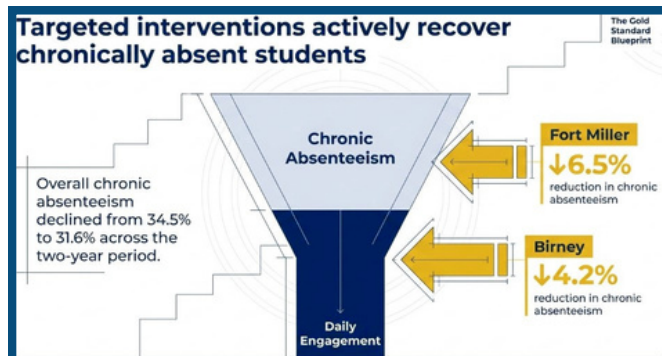 Targeted interventions actively recover
chronically absent students
The Gold
Standard
Blueprint
Chronic
Absenteeism
Overall chronic
absenteeism
declined from 34.5%
to 31.6% across the
two-year period.
Fort Miller
↓6.5%
reduction in chronic
absenteeism
Birney
↓4.2%
reduction in chronic
absenteeism
Daily
Engagement